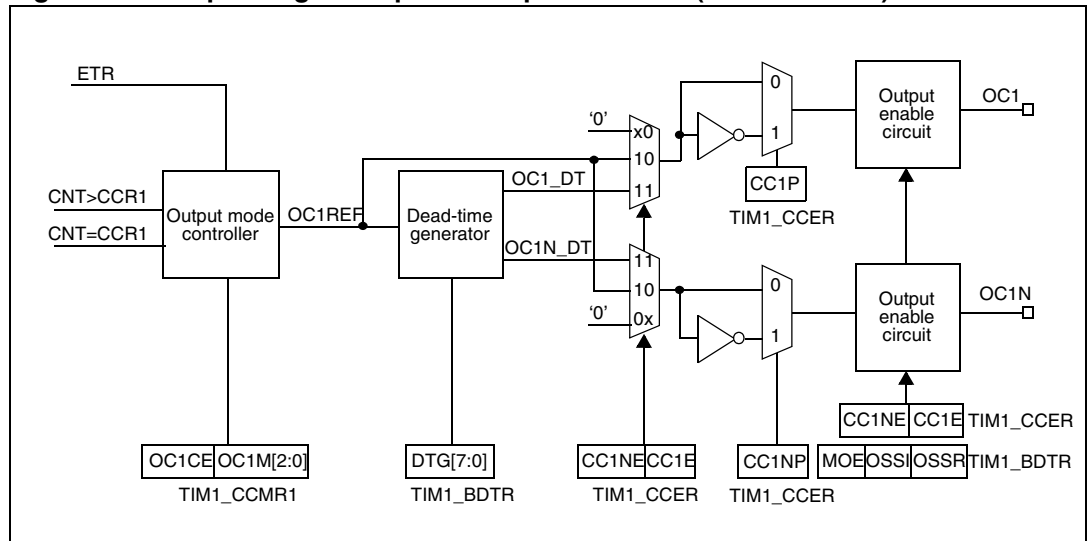 ETR
CNT>CCR1
CNT=CCR1
Output mode
controller
OC1REF
Dead-time
generator
OC1_DT
OC1N_DT
'0'
x0
10
11
11
10
0x
'0'
0
1
CC1P
TIM1_CCER
0
1
Output
enable
circuit
OC1
Output
enable
circuit
OC1N
OC1CE OC1M[2:0]
TIM1_CCMR1
DTG[7:0]
TIM1_BDTR
CC1NE CC1E
TIM1_CCER
CC1NP
TIM1_CCER
CC1NE CC1E TIM1_CCER
MOE OSSI OSSR TIM1_BDTR